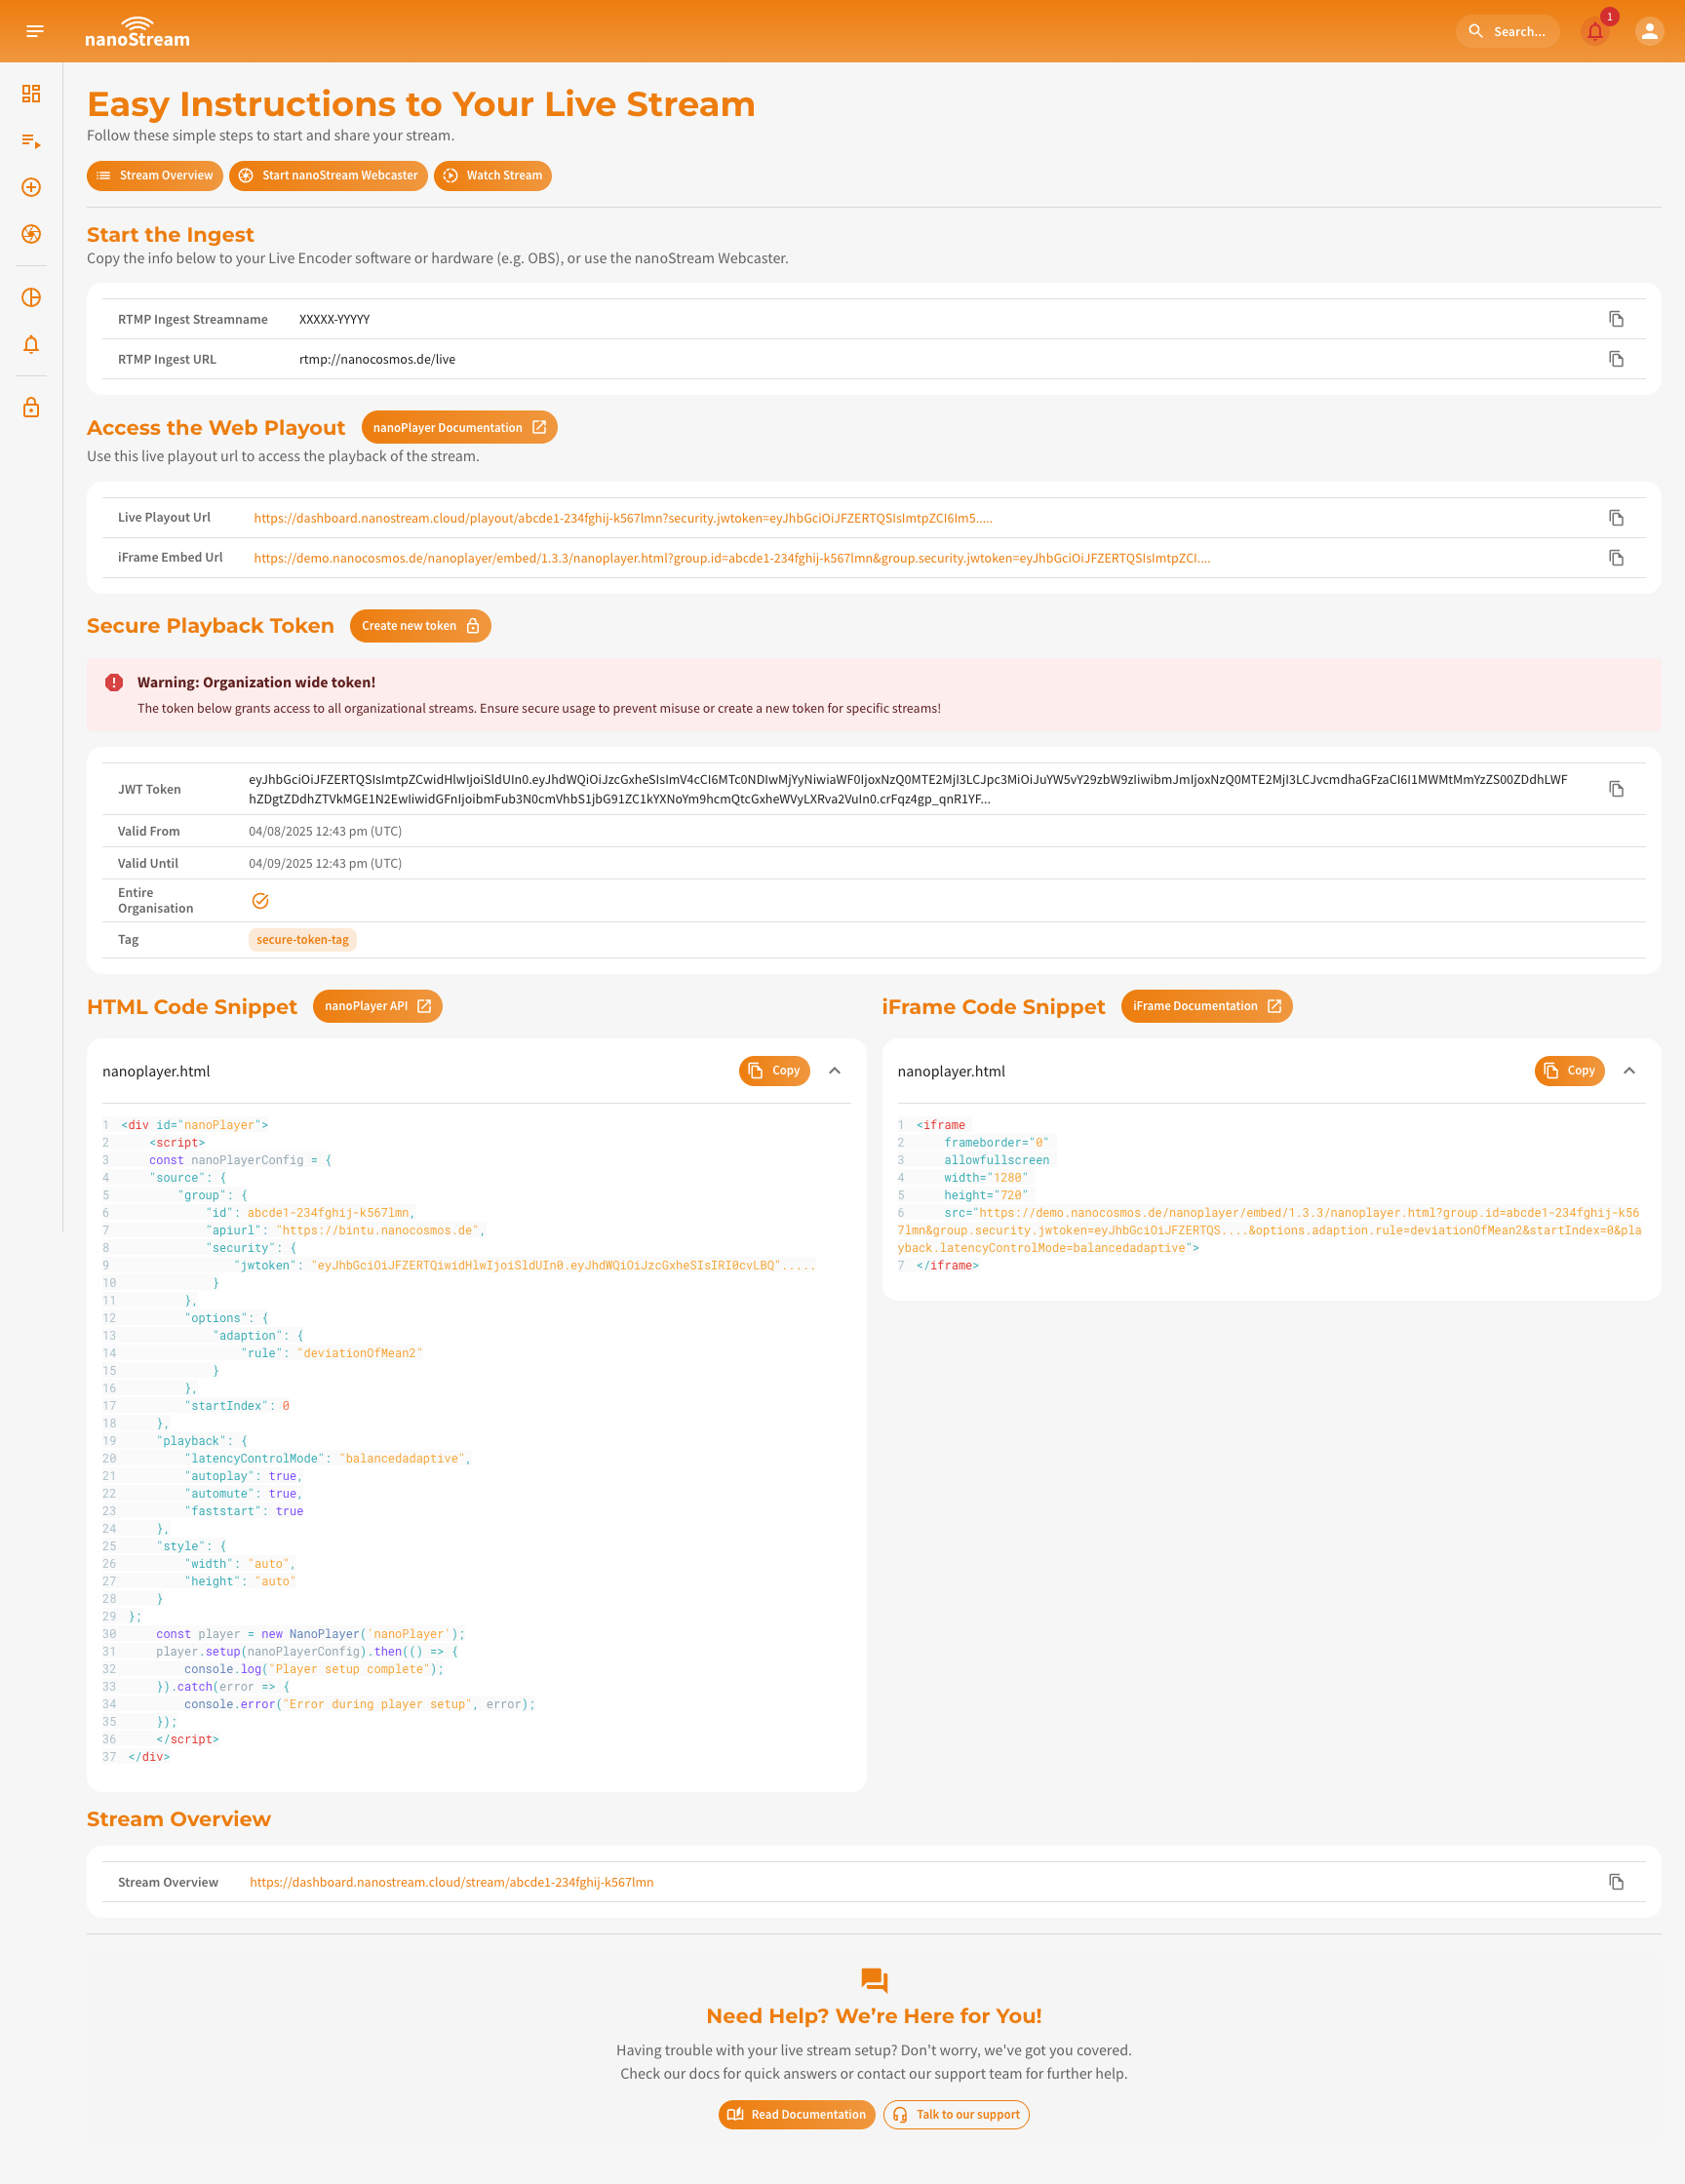 nanoStream
Search...
1
Easy Instructions to Your Live Stream
Follow these simple steps to start and share your stream.
Stream Overview
Start nanoStream Webcaster
Watch Stream
Start the Ingest
Copy the info below to your Live Encoder software or hardware (e.g. OBS), or use the nanoStream Webcaster.
RTMP Ingest Streamname XXXXX-YYYYY
RTMP Ingest URL rtmp://nanocosmos.de/live
Access the Web Playout
nanoPlayer Documentation
Use this live playout url to access the playback of the stream.
Live Playout Url https://dashboard.nanostream.cloud/playout/abcde1-234fghij-k567lmn?security.jwtoken=eyJhbGciOiJFZERTQSIsImtpZCI6Im5.....
iFrame Embed Url https://demo.nanocosmos.de/nanoplayer/embed/1.3.3/nanoplayer.html?group.id=abcde1-234fghij-k567lmn&group.security.jwtoken=eyJhbGciOiJFZERTQSIsImtpZCI....
Secure Playback Token
Create new token
Warning: Organization wide token!
The token below grants access to all organizational streams. Ensure secure usage to prevent misuse or create a new token for specific streams!
JWT Token eyJhbGciOiJFZERTQSIsImtpZCwidHlwIjoiSldUIn0.eyJhdWQiOiJzcGxheSIsImV4cCI6MTc0NDIwMjYyNiwiaWF0IjoxNzQ0MTE2MjI3LCJpc3MiOiJuYW5vY29zbW9zIiwibmJmIjoxNzQ0MTE2MjI3LCJvcmdhaGFzaCI6I1MWMtMmYzZS00ZDdhLWF
hZDgtZDdhZTVkMGE1N2EwIiwidGFnIjoibmFub3N0cmVhbS1jbG91ZC1kYXNoYm9hcmQtcGxheWVyLXRva2VuIn0.crFqz4gp_qnR1YF...
Valid From 04/08/2025 12:43 pm (UTC)
Valid Until 04/09/2025 12:43 pm (UTC)
Entire
Organisation
Tag secure-token-tag
HTML Code Snippet
nanoPlayer API
nanoplayer.html
Copy
1 <div id="nanoPlayer">
2 <script>
3 const nanoPlayerConfig = {
4 "source": {
5 "group": {
6 "id": abcde1-234fghij-k567lmn,
7 "apiurl": "https://bintu.nanocosmos.de",
8 "security": {
9 "jwtoken": "eyJhbGciOiJFZERTQiwidHlwIjoiSldUIn0.eyJhdWQiOiJzcGxheSIsIRI0cvLBQ".....
10 }
11 },
12 "options": {
13 "adaption": {
14 "rule": "deviationOfMean2"
15 }
16 },
17 "startIndex": 0
18 },
19 "playback": {
20 "latencyControlMode": "balancedadaptive",
21 "autoplay": true,
22 "automute": true,
23 "faststart": true
24 },
25 "style": {
26 "width": "auto",
27 "height": "auto"
28 }
29 };
30 const player = new NanoPlayer('nanoPlayer');
31 player.setup(nanoPlayerConfig).then(() => {
32 console.log("Player setup complete");
33 }).catch(error => {
34 console.error("Error during player setup", error);
35 });
36 </script>
37 </div>
iFrame Code Snippet
iFrame Documentation
nanoplayer.html
Copy
1 <iframe
2 frameborder="0"
3 allowfullscreen
4 width="1280"
5 height="720"
6 src="https://demo.nanocosmos.de/nanoplayer/embed/1.3.3/nanoplayer.html?group.id=abcde1-234fghij-k56
7lmn&group.security.jwtoken=eyJhbGciOiJFZERTQS....&options.adaption.rule=deviationOfMean2&startIndex=0&pla
yback.latencyControlMode=balancedadaptive">
7 </iframe>
Stream Overview
Stream Overview https://dashboard.nanostream.cloud/stream/abcde1-234fghij-k567lmn
Need Help? We're Here for You!
Having trouble with your live stream setup? Don't worry, we've got you covered.
Check our docs for quick answers or contact our support team for further help.
Read Documentation
Talk to our support